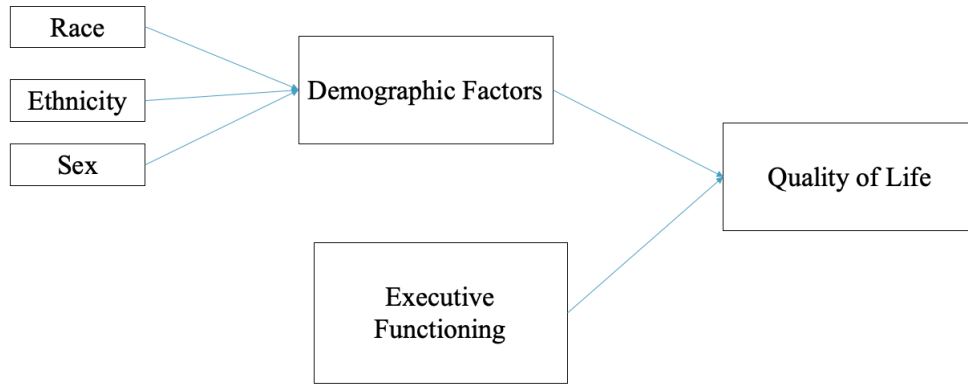 Race
Ethnicity
Sex
Demographic Factors
Quality of Life
Executive
Functioning